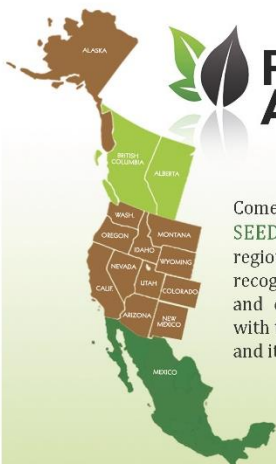 ALASKA
BRITISH
COLUMBIA
ALBERTA
WASH.
MONTANA
OREGON
IDAHO
WYOMING
NEVADA
UTAH
COLORADO
CALIF.
ARIZONA
NEW
MEXICO
MEXICO
P
A
Come
SEED
region
recog
and
with
and it